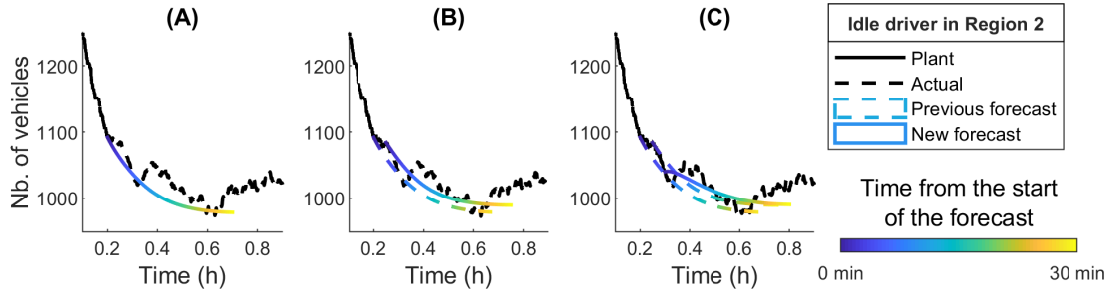 (A)
(B)
(C)
Nb. of vehicles
1200
1100
1000
0.2 0.4 0.6 0.8
Time (h)
1200
1100
1000
0.2 0.4 0.6 0.8
Time (h)
1200
1100
1000
0.2 0.4 0.6 0.8
Time (h)
Idle driver in Region 2
Plant
Actual
Previous forecast
New forecast
Time from the start
of the forecast
0 min
30 min